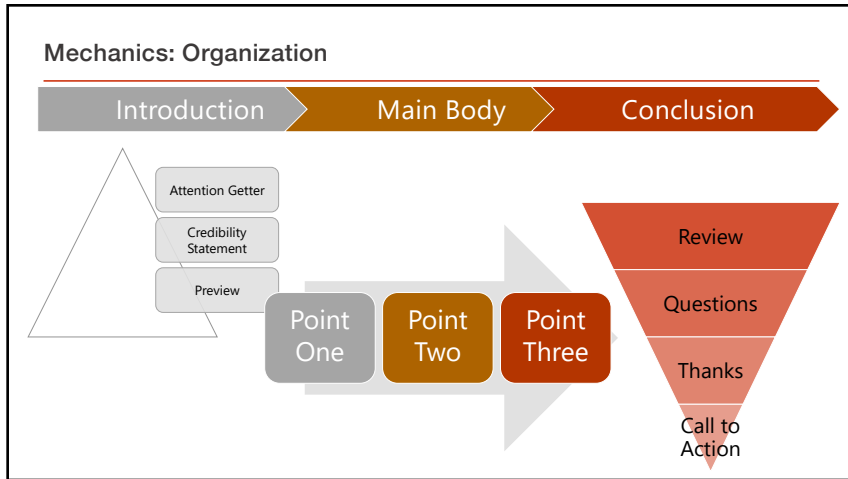 Mechanics: Organization
Introduction
Main Body
Conclusion
Attention Getter
Credibility
Statement
Preview
Point
One
Point
Two
Point
Three
Review
Questions
Thanks
Call to
Action